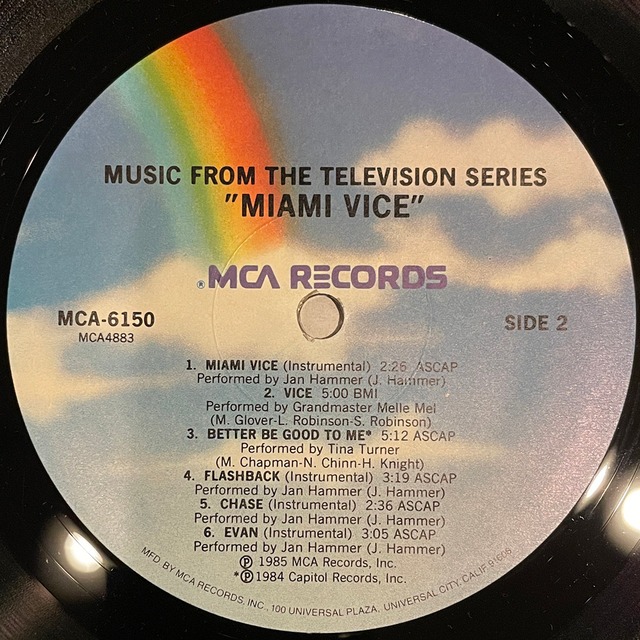 MUSIC FROM THE TELEVISION SERIES
"MIAMI VICE"
®MCA RECORDS
MCA-6150
MCA4883
SIDE 2
1. MIAMI VICE (Instrumental) 2:26 ASCAP
Performed by Jan Hammer (J. Hammer)
2. VICE 5:00 BMI
Performed by Grandmaster Melle Mel
(M. Glover-L. Robinson-S. Robinson)
3. BETTER BE GOOD TO ME* 5:12 ASCAP
Performed by Tina Turner
(M. Chapman-N. Chinn-H. Knight)
4. FLASHBACK (Instrumental) 3:19 ASCAP
Performed by Jan Hammer (J. Hammer)
5. CHASE (Instrumental) 2:36 ASCAP
Performed by Jan Hammer (J. Hammer)
6. EVAN (Instrumental) 3:05 ASCAP
Performed by Jan Hammer (J. Hammer)
℗ 1985 MCA Records, Inc.
*℗ 1984 Capitol Records, Inc.
MFD BY MCA RECORDS, INC., 100 UNIVERSAL PLAZA, UNIVERSAL CITY, CALIF. 91608